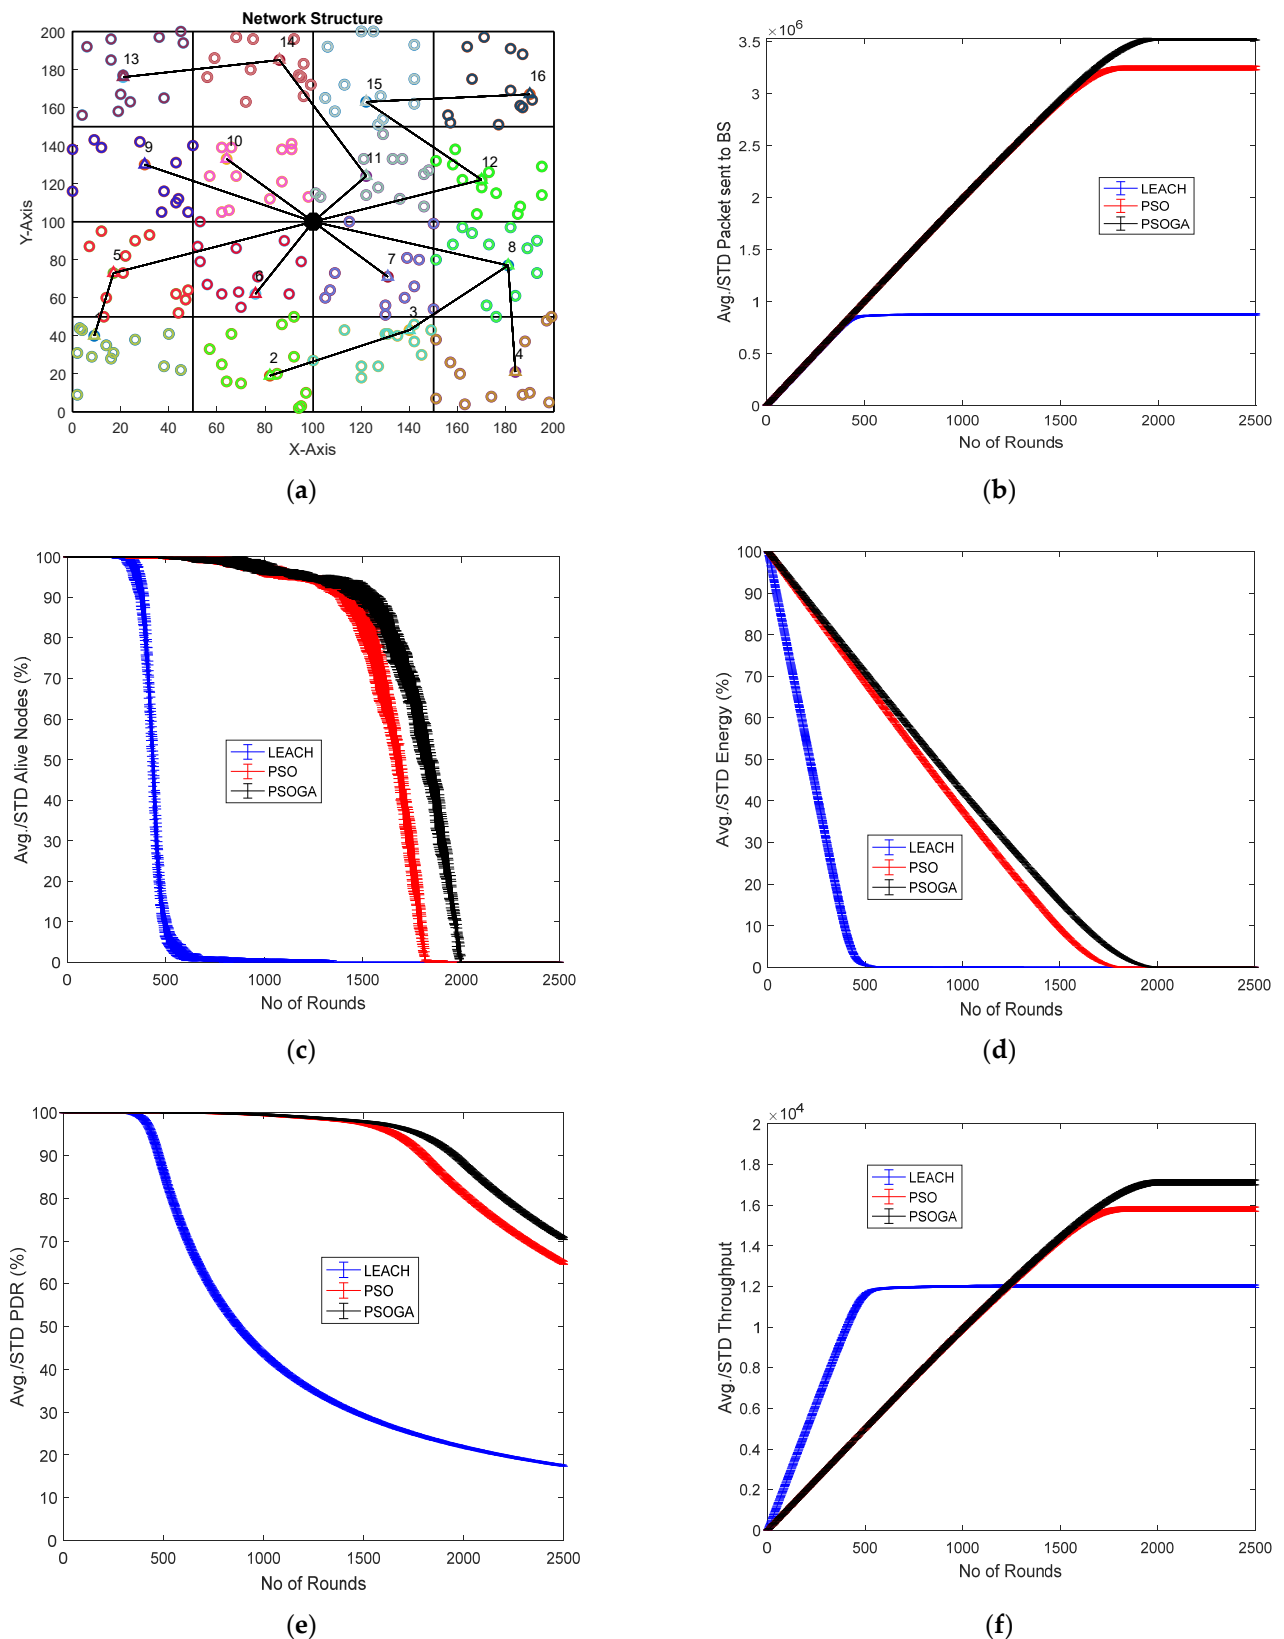 Network Structure
200
180
160
140
120
100
80
60
40
20
0
Y-Axis
13
14
15
16
9
10
11
12
5
6
7
8
1
2
3
4
0 20 40 60 80 100 120 140 160 180 200
X-Axis
(a)
×10⁶
3.5
3
2.5
2
1.5
1
0.5
0
Avg./STD Packet sent to BS
LEACH
PSO
PSOGA
0 500 1000 1500 2000 2500
No of Rounds
(b)
100
90
80
70
60
50
40
30
20
10
0
Avg./STD Alive Nodes (%)
LEACH
PSO
PSOGA
0 500 1000 1500 2000 2500
No of Rounds
(c)
100
90
80
70
60
50
40
30
20
10
0
Avg./STD Energy (%)
LEACH
PSO
PSOGA
0 500 1000 1500 2000 2500
No of Rounds
(d)
100
90
80
70
60
50
40
30
20
10
0
Avg./STD PDR (%)
LEACH
PSO
PSOGA
0 500 1000 1500 2000 2500
No of Rounds
(e)
×10⁴
2
1.8
1.6
1.4
1.2
1
0.8
0.6
0.4
0.2
0
Avg./STD Throughput
LEACH
PSO
PSOGA
0 500 1000 1500 2000 2500
No of Rounds
(f)